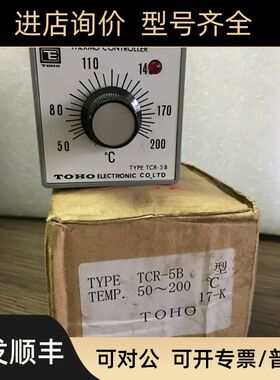 进店询价 型号齐全
TOHO
THERMO CONTROLLER
110
80
170
50
200
°C
TYPE TCR-5B
TOHO ELECTRONIC CO.,LTD
TYPE TCR-5B 型
TEMP. 50～200 °C
17-K
TOHO
发顺丰
可对公 可开专票/普票